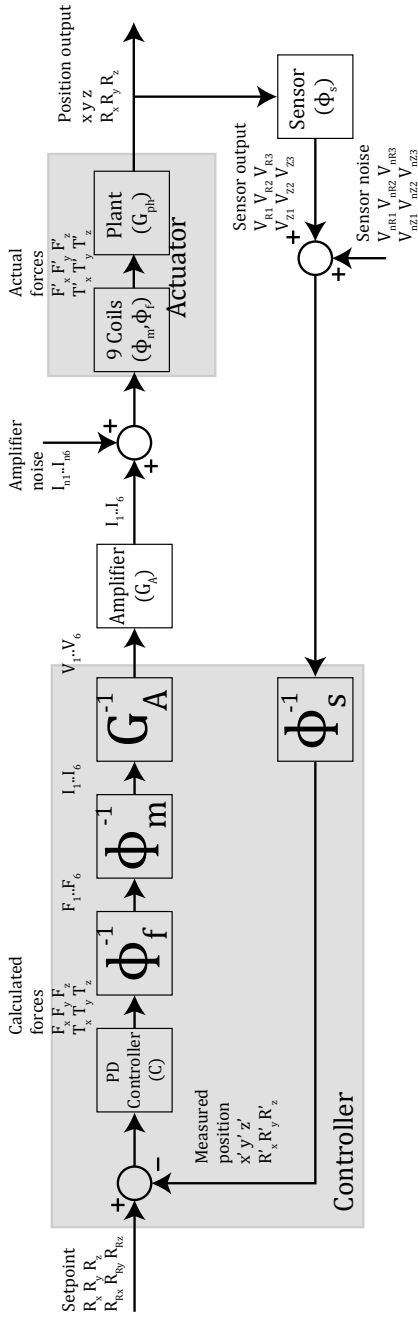 Setpoint
R_x R_y R_z
R_Rx R_Ry R_Rz
+
−
PD
Controller
(C)
Calculated
forces
F_x F_y F_z
T_x T_y T_z
Φ_f^-1
F_1..F_6
Φ_m^-1
I_1..I_6
G_A^-1
V_1..V_6
Amplifier
(G_A)
I_1..I_6
Amplifier
noise
I_n1..I_n6
+
+
Actual
forces
F'_x F'_y F'_z
T'_x T'_y T'_z
9 Coils
(Φ_m,Φ_f)
Plant
(G_ph)
Actuator
Position output
x y z
R_x R_y R_z
Sensor
(Φ_s)
Sensor output
V_R1 V_R2 V_R3
V_Z1 V_Z2 V_Z3
+
+
Sensor noise
V_nR1 V_nR2 V_nR3
V_nZ1 V_nZ2 V_nZ3
Φ_s^-1
Measured
position
x' y' z'
R'_x R'_y R'_z
Controller